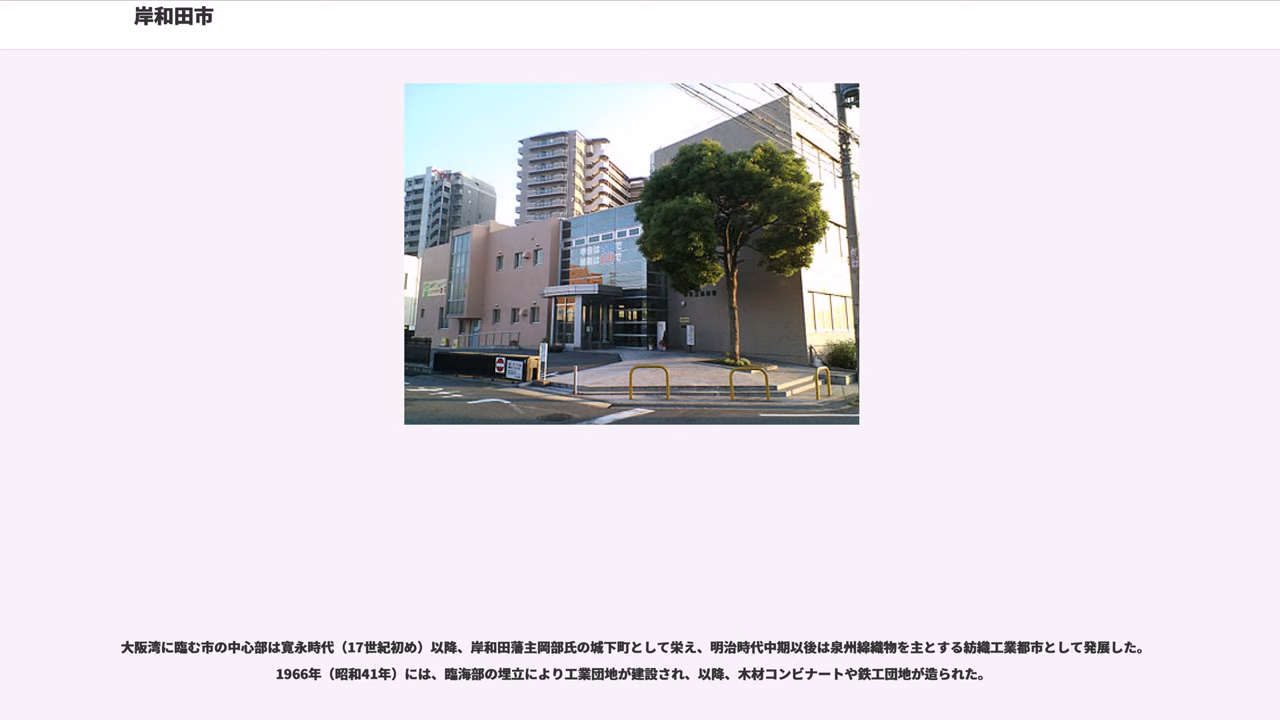 岸和田市
大阪湾に臨む市の中心部は寛永時代（17世紀初め）以降、岸和田藩主岡部氏の城下町として栄え、明治時代中期以後は泉州綿織物を主とする紡織工業都市として発展した。
1966年（昭和41年）には、臨海部の埋立により工業団地が建設され、以降、木材コンビナートや鉄工団地が造られた。